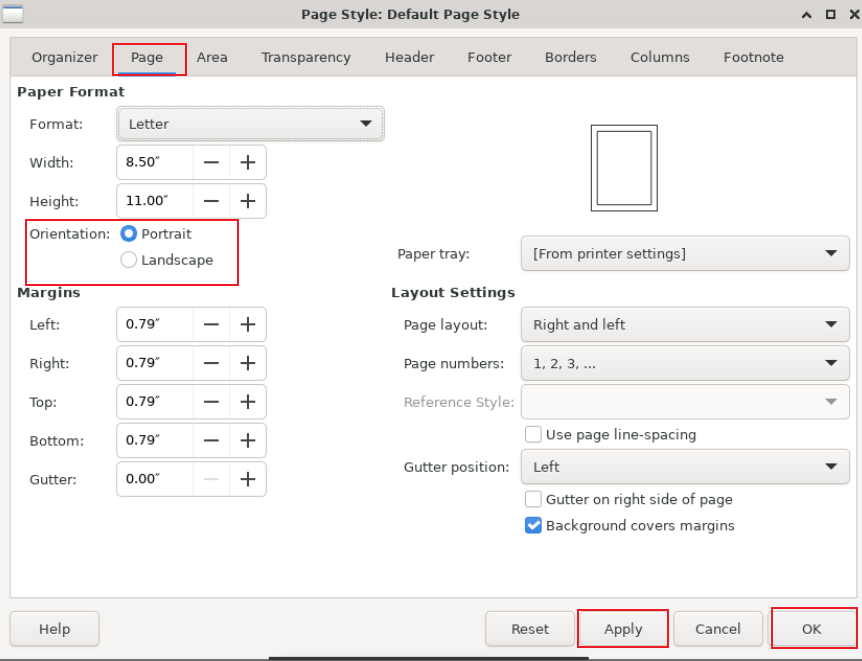 Page Style: Default Page Style
Organizer Page Area Transparency Header Footer Borders Columns Footnote
Paper Format
Format: Letter
Width: 8.50″
Height: 11.00″
Orientation: Portrait
Landscape
Paper tray: [From printer settings]
Margins
Left: 0.79″
Right: 0.79″
Top: 0.79″
Bottom: 0.79″
Gutter: 0.00″
Layout Settings
Page layout: Right and left
Page numbers: 1, 2, 3, ...
Reference Style:
Use page line-spacing
Gutter position: Left
Gutter on right side of page
Background covers margins
Help Reset Apply Cancel OK